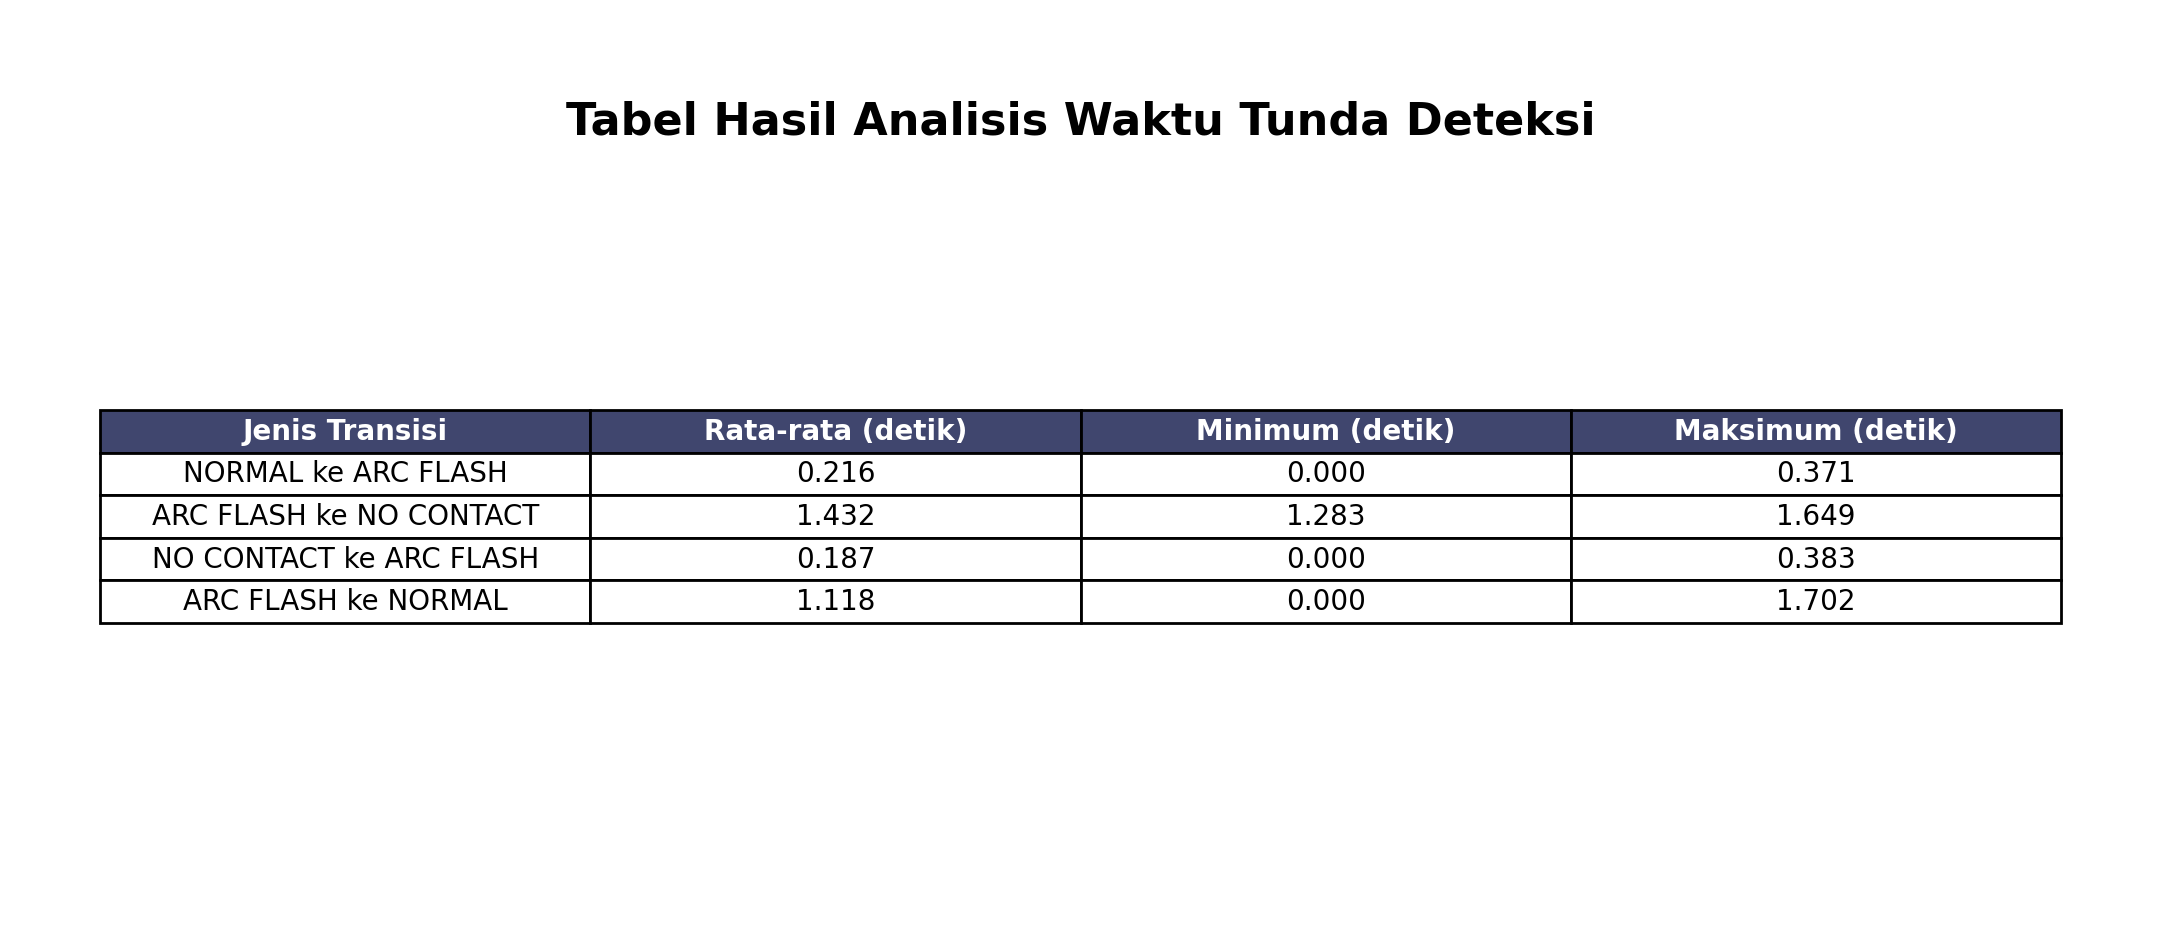 Tabel Hasil Analisis Waktu Tunda Deteksi
Jenis Transisi Rata-rata (detik) Minimum (detik) Maksimum (detik)
NORMAL ke ARC FLASH 0.216 0.000 0.371
ARC FLASH ke NO CONTACT 1.432 1.283 1.649
NO CONTACT ke ARC FLASH 0.187 0.000 0.383
ARC FLASH ke NORMAL 1.118 0.000 1.702